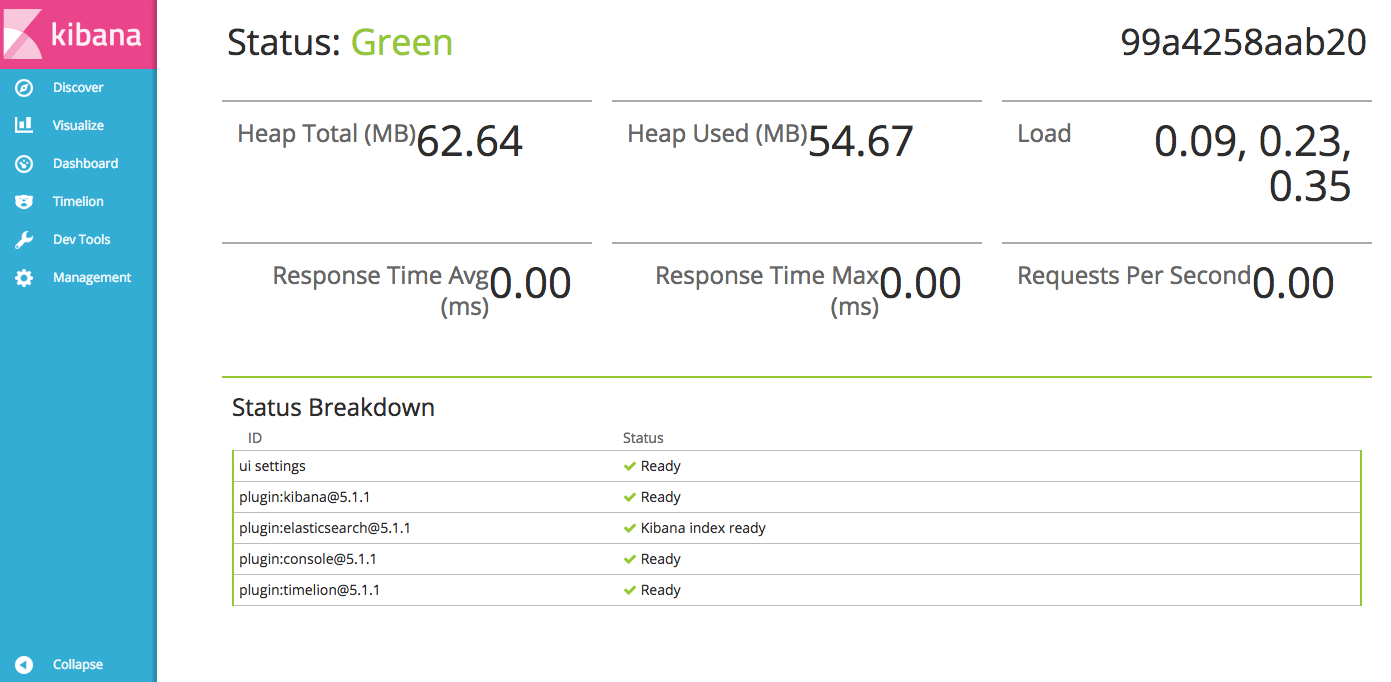 kibana
Discover
Visualize
Dashboard
Timelion
Dev Tools
Management
Collapse
Status: Green
99a4258aab20
Heap Total (MB) 62.64
Heap Used (MB) 54.67
Load 0.09, 0.23,
0.35
Response Time Avg 0.00
(ms)
Response Time Max 0.00
(ms)
Requests Per Second 0.00
Status Breakdown
ID Status
ui settings Ready
plugin:kibana@5.1.1 Ready
plugin:elasticsearch@5.1.1 Kibana index ready
plugin:console@5.1.1 Ready
plugin:timelion@5.1.1 Ready